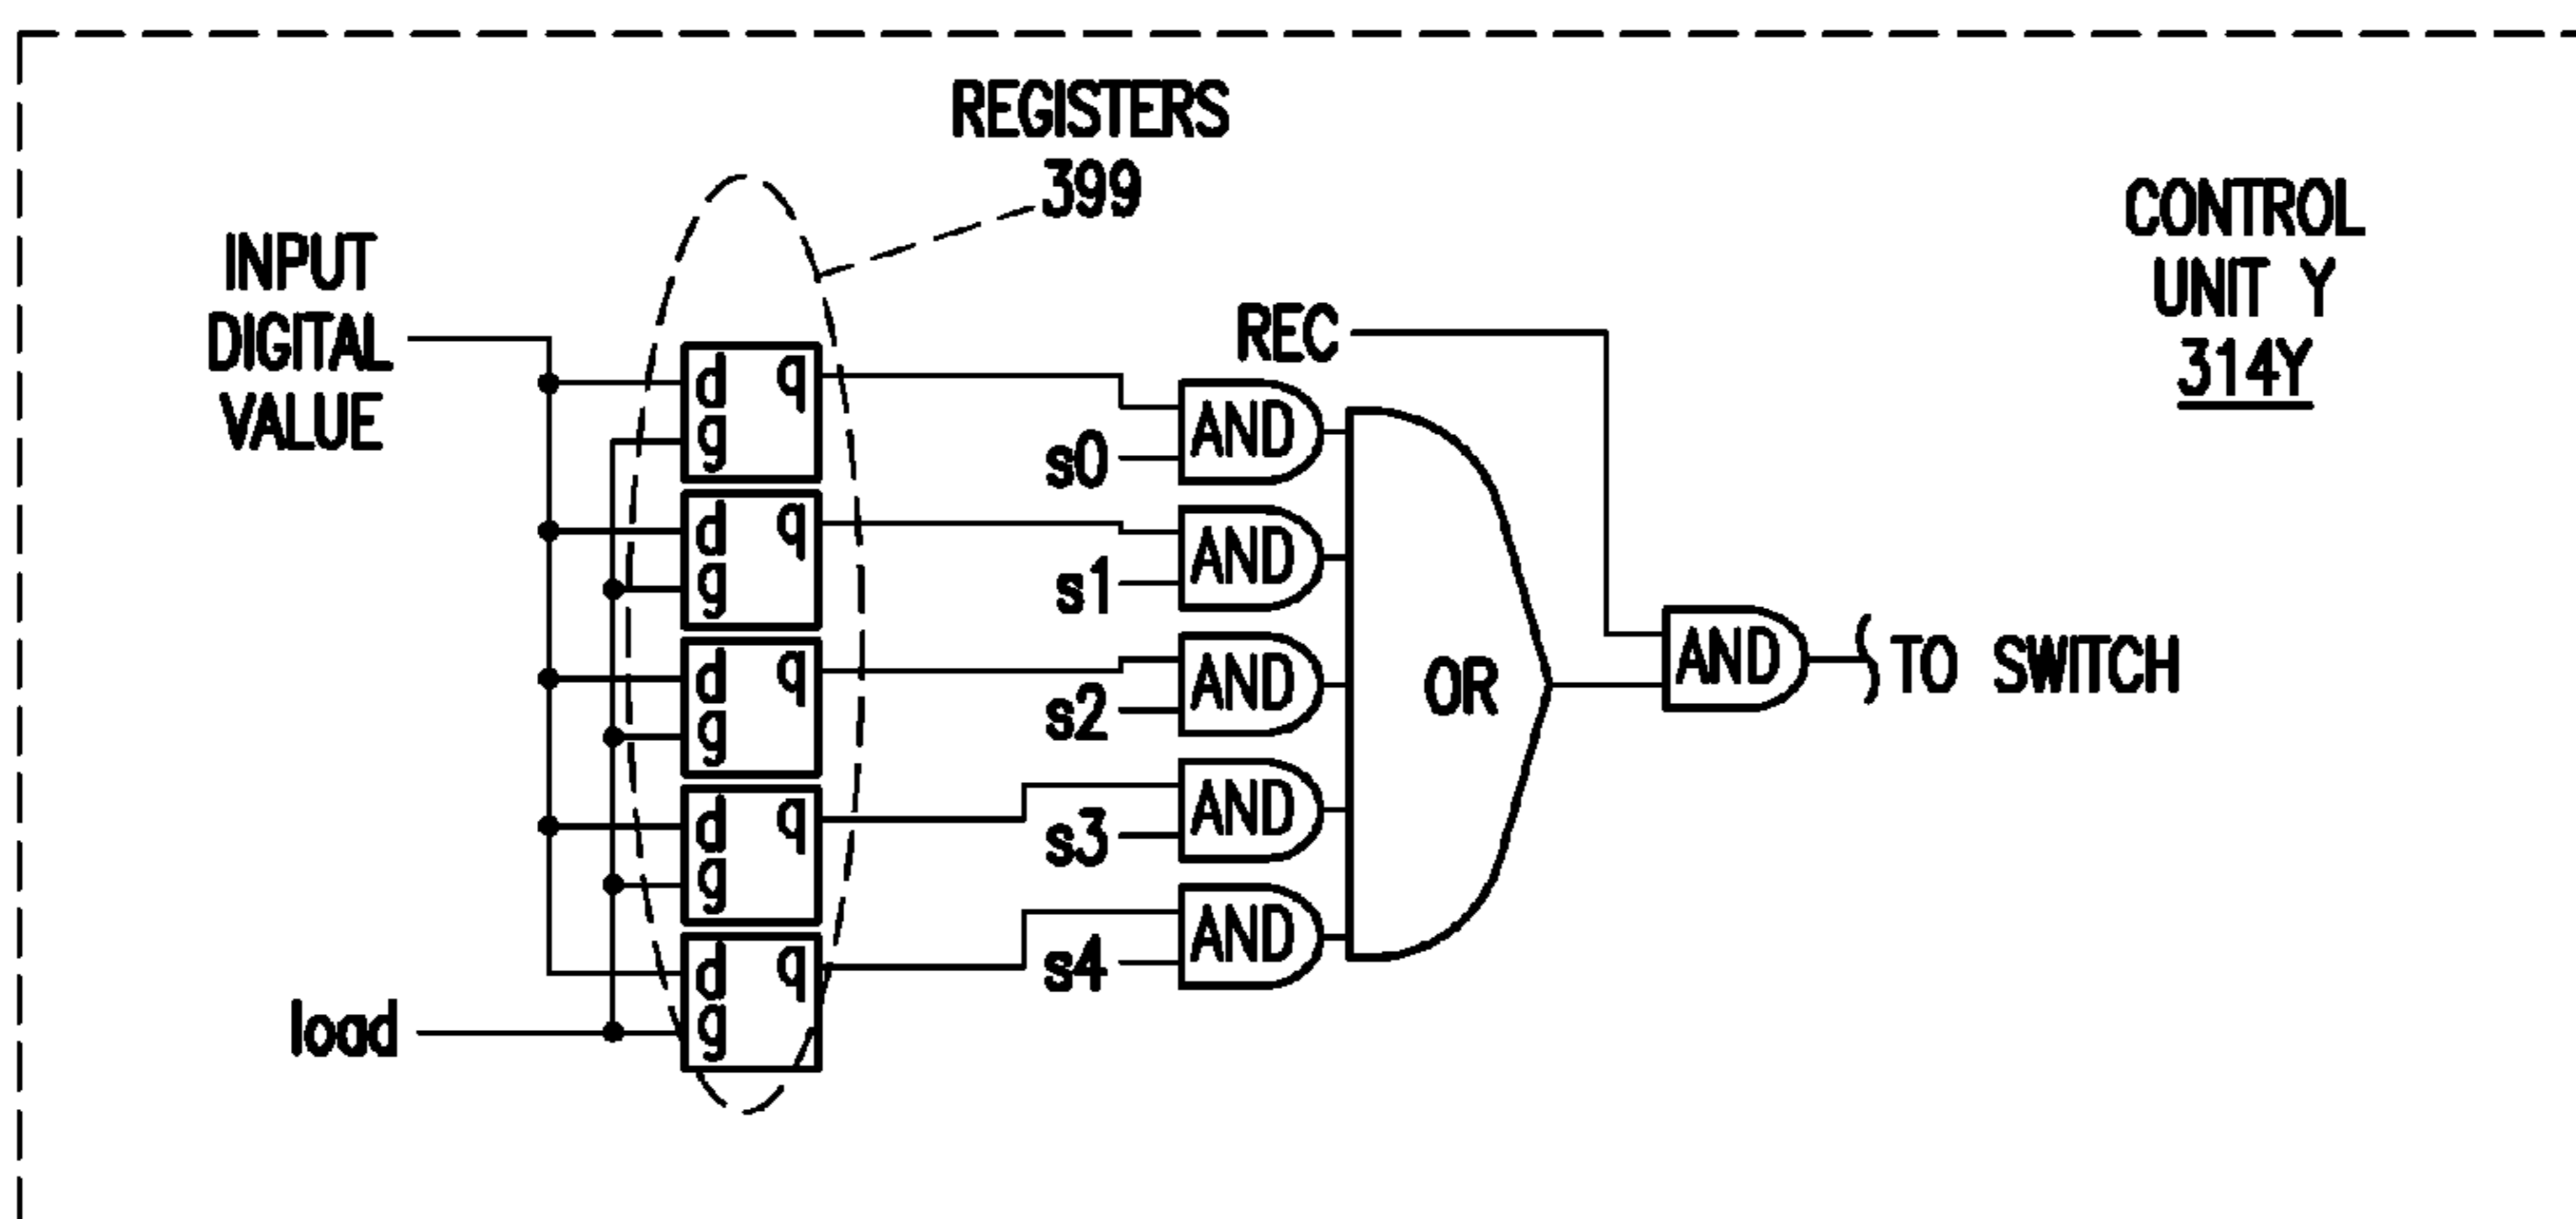 REGISTERS
399
CONTROL
UNIT Y
314Y
INPUT
DIGITAL
VALUE
REC
d q
g
AND
s0
d q
g
AND
s1
d q
g
AND
s2
OR
AND
TO SWITCH
d q
g
AND
s3
d q
g
AND
s4
load